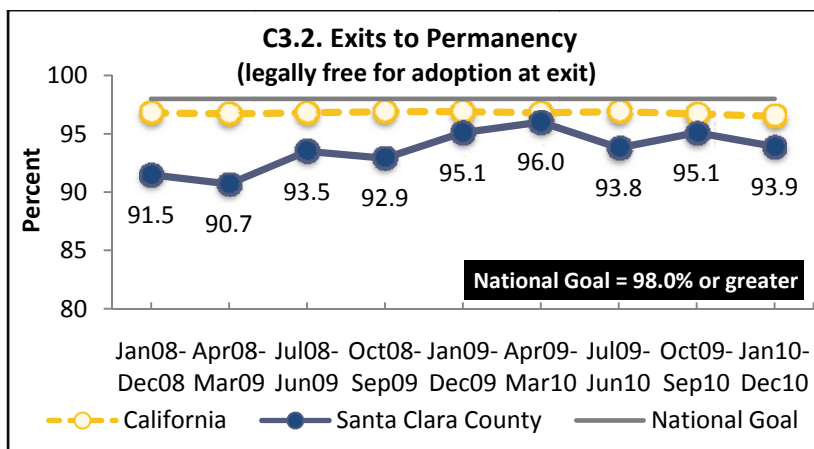 C3.2. Exits to Permanency
(legally free for adoption at exit)
100
95
90
85
80
Percent
91.5
90.7
93.5
92.9
95.1
96.0
93.8
95.1
93.9
National Goal = 98.0% or greater
Jan08- Apr08- Jul08- Oct08- Jan09- Apr09- Jul09- Oct09- Jan10-
Dec08 Mar09 Jun09 Sep09 Dec09 Mar10 Jun10 Sep10 Dec10
California Santa Clara County National Goal